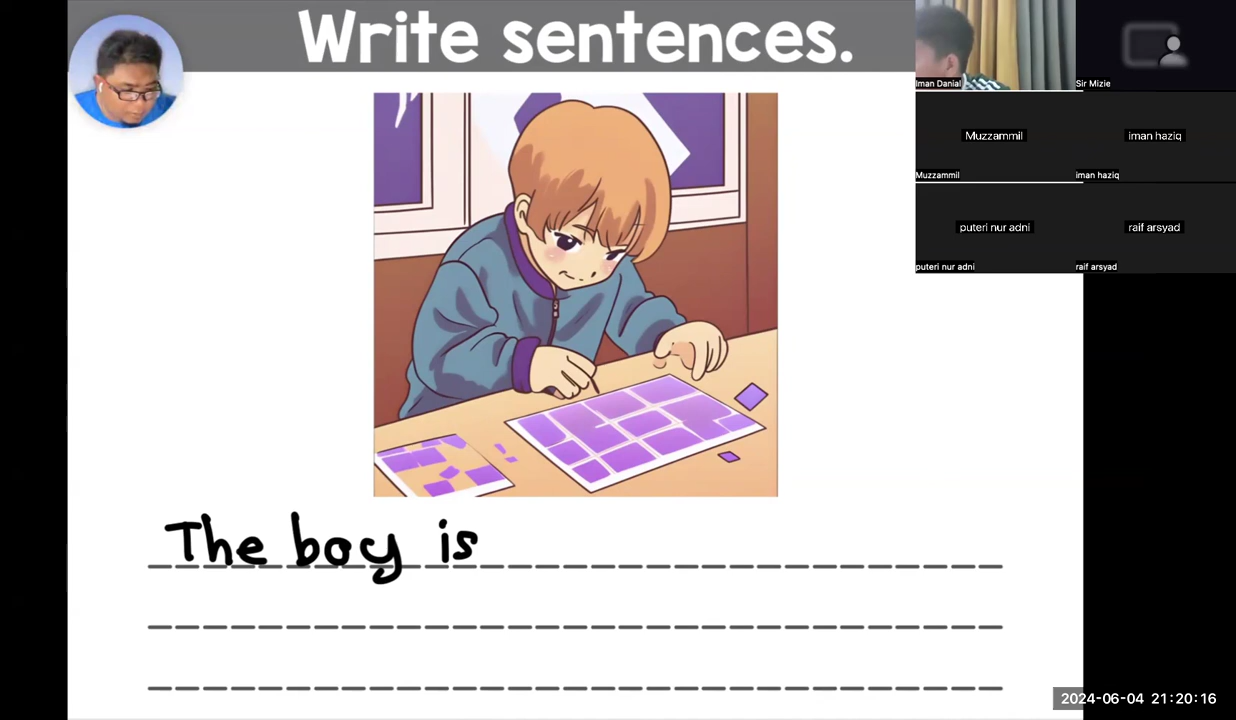 Write sentences.
Iman Danial
Sir Mizie
Muzzammil
iman haziq
Muzzammil
iman haziq
puteri nur adni
raif arsyad
puteri nur adni
raif arsyad
The boy is
2024-06-04 21:20:16